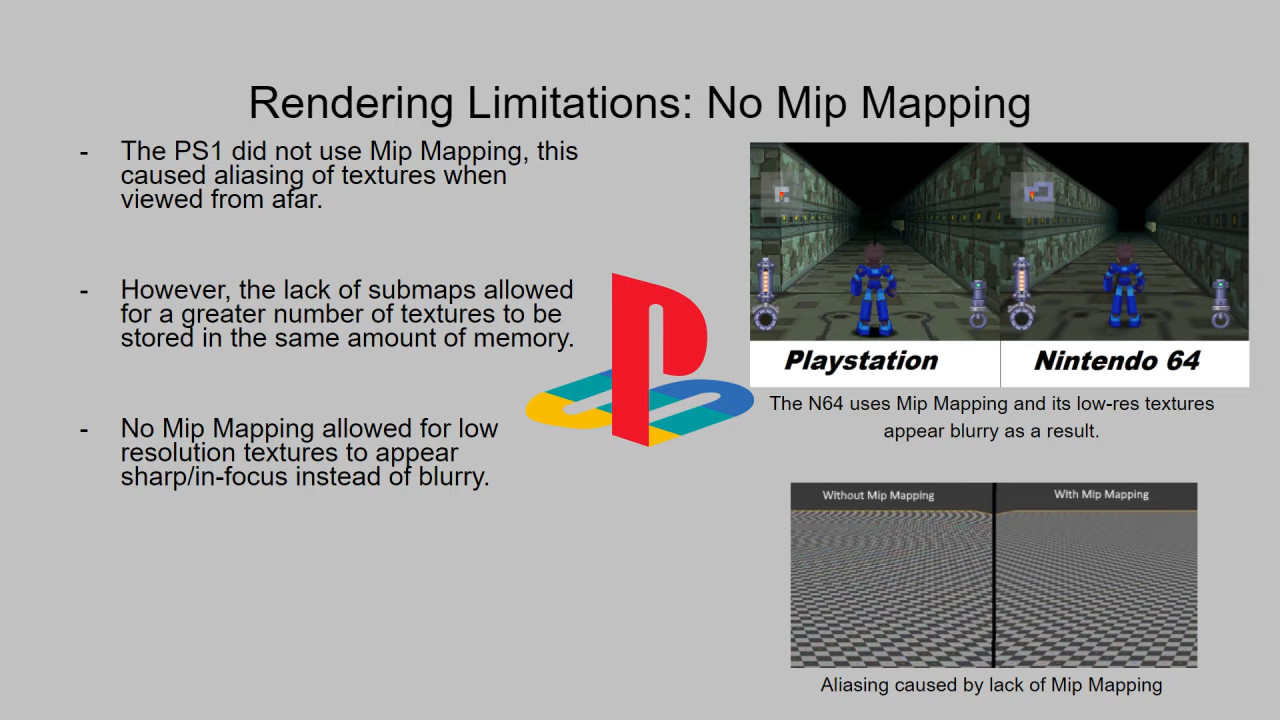 Rendering Limitations: No Mip Mapping
- The PS1 did not use Mip Mapping, this
caused aliasing of textures when
viewed from afar.
- However, the lack of submaps allowed
for a greater number of textures to be
stored in the same amount of memory.
- No Mip Mapping allowed for low
resolution textures to appear
sharp/in-focus instead of blurry.
Playstation
Nintendo 64
The N64 uses Mip Mapping and its low-res textures
appear blurry as a result.
Without Mip Mapping
With Mip Mapping
Aliasing caused by lack of Mip Mapping